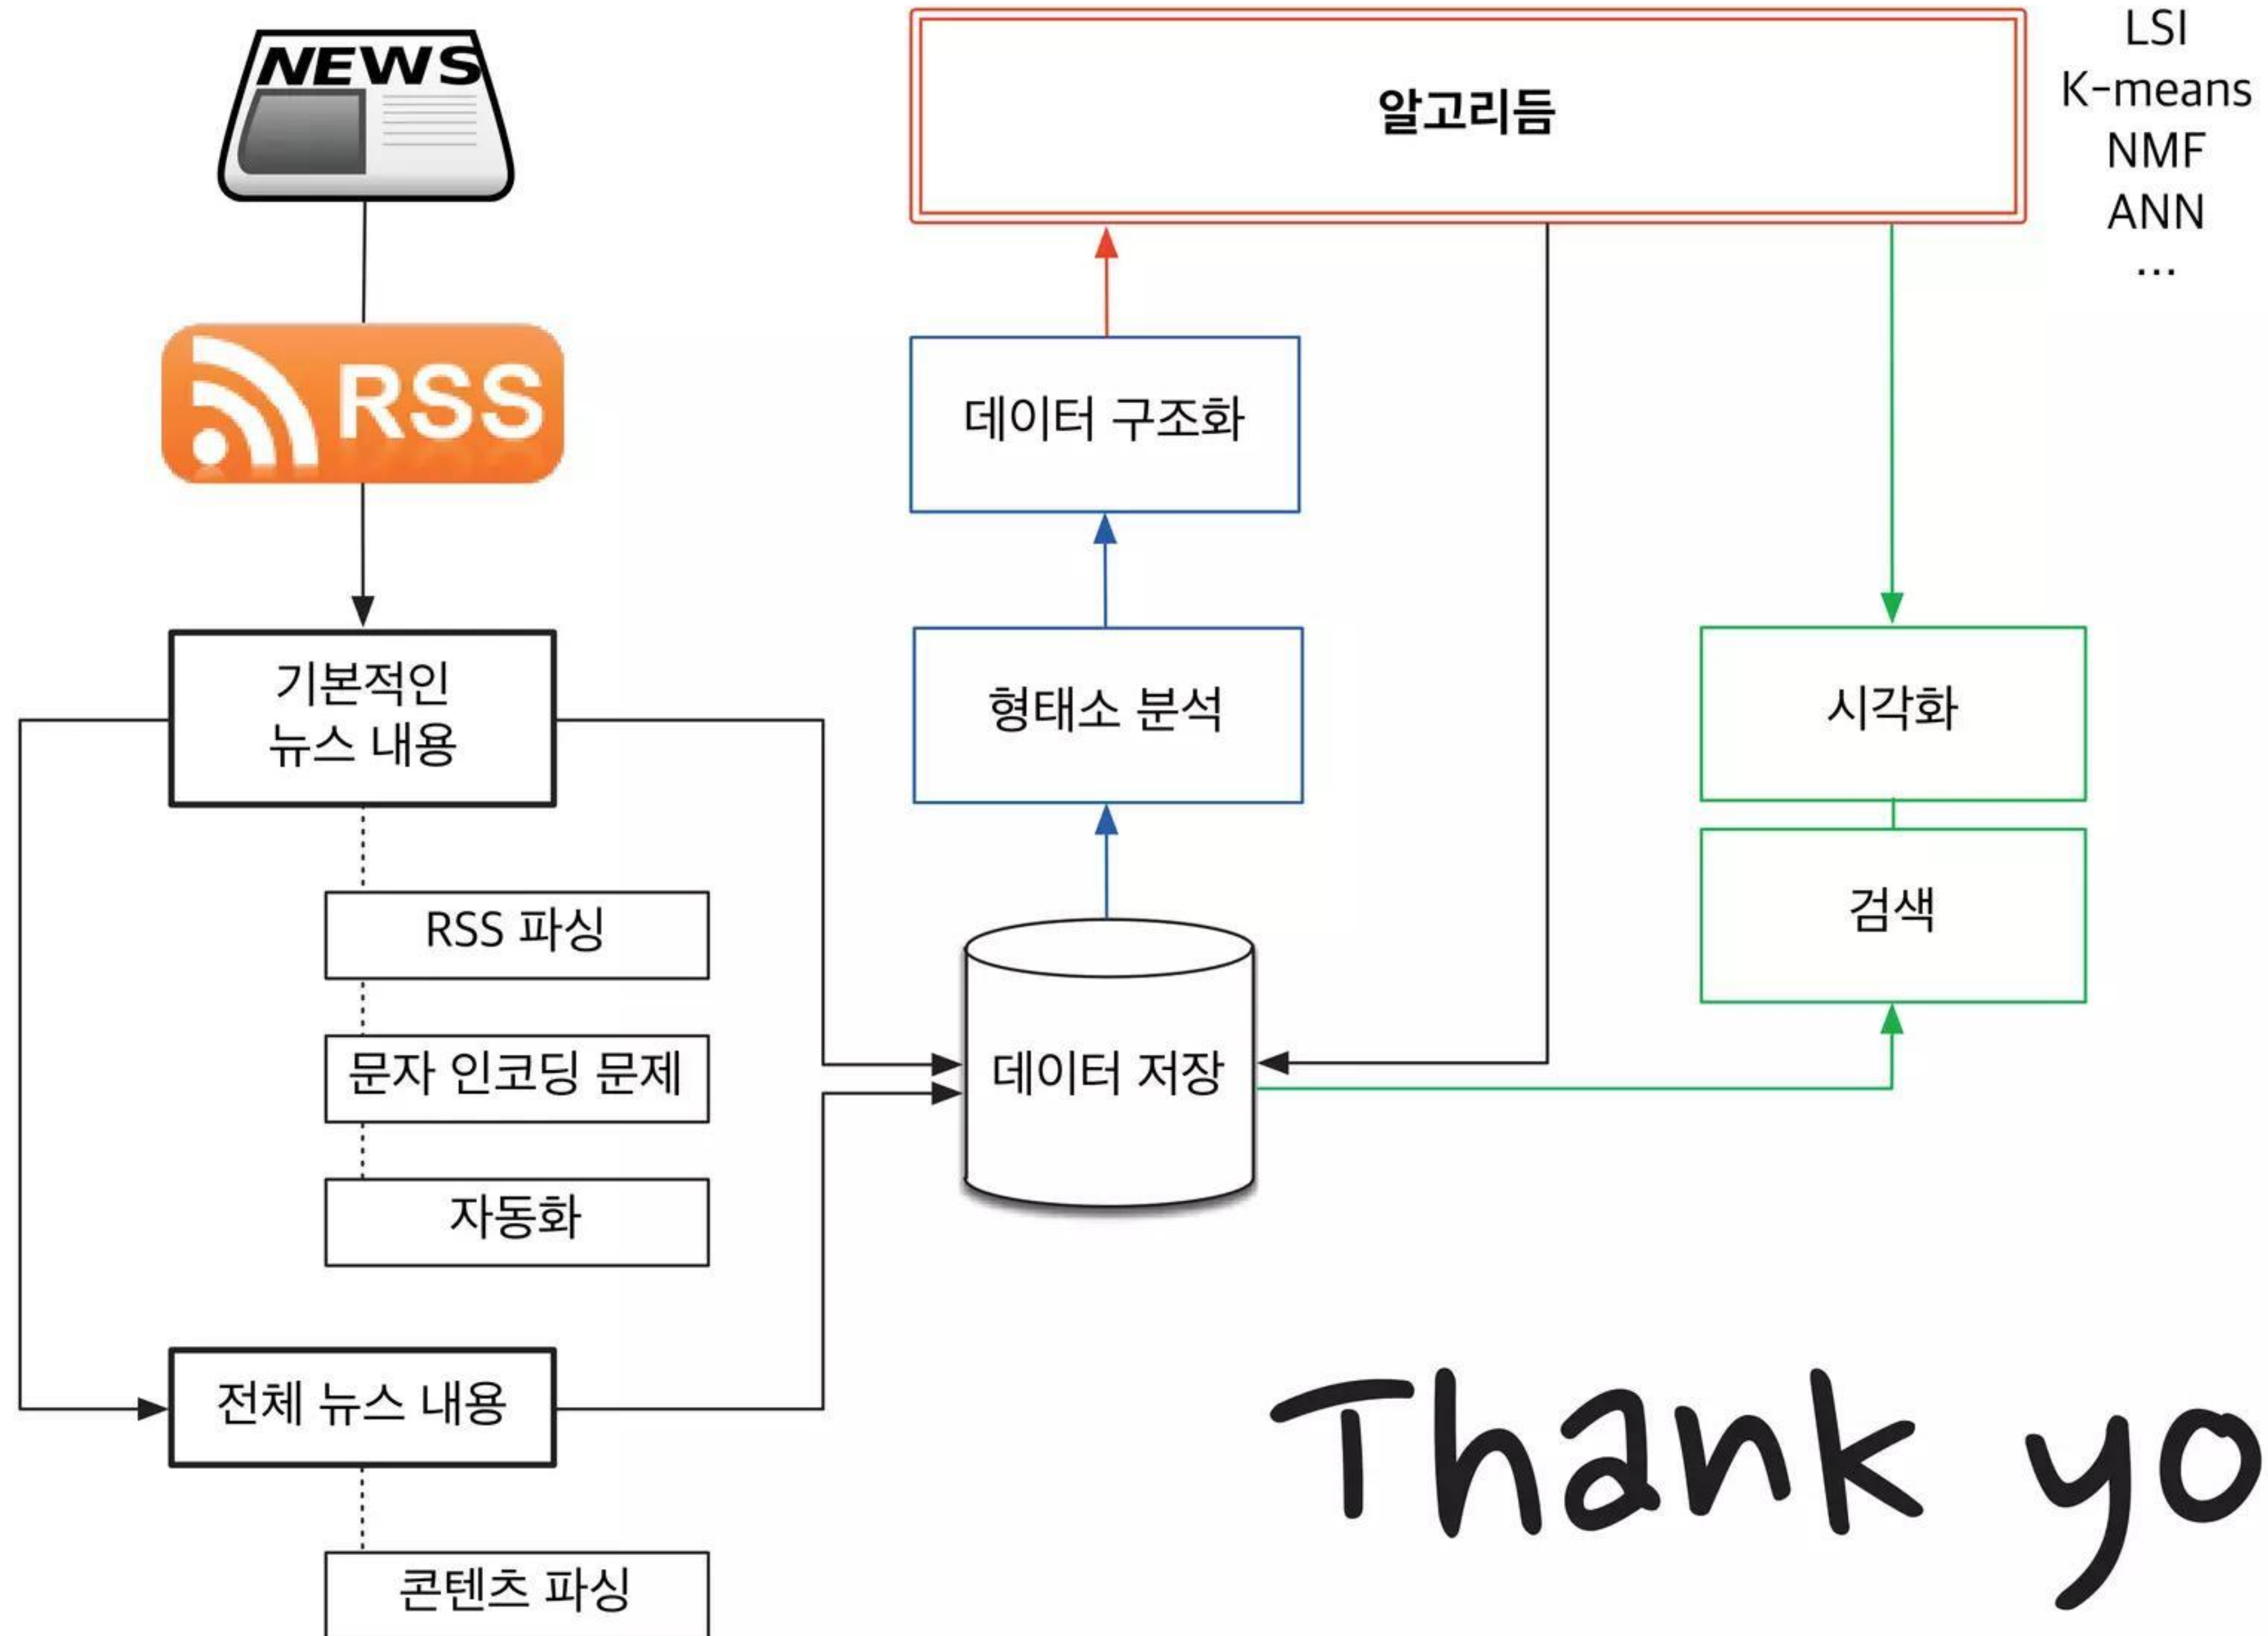 NEWS
RSS
기본적인
뉴스 내용
RSS 파싱
문자 인코딩 문제
자동화
전체 뉴스 내용
콘텐츠 파싱
알고리듬
LSI
K-means
NMF
ANN
...
데이터 구조화
형태소 분석
데이터 저장
시각화
검색
Thank yo